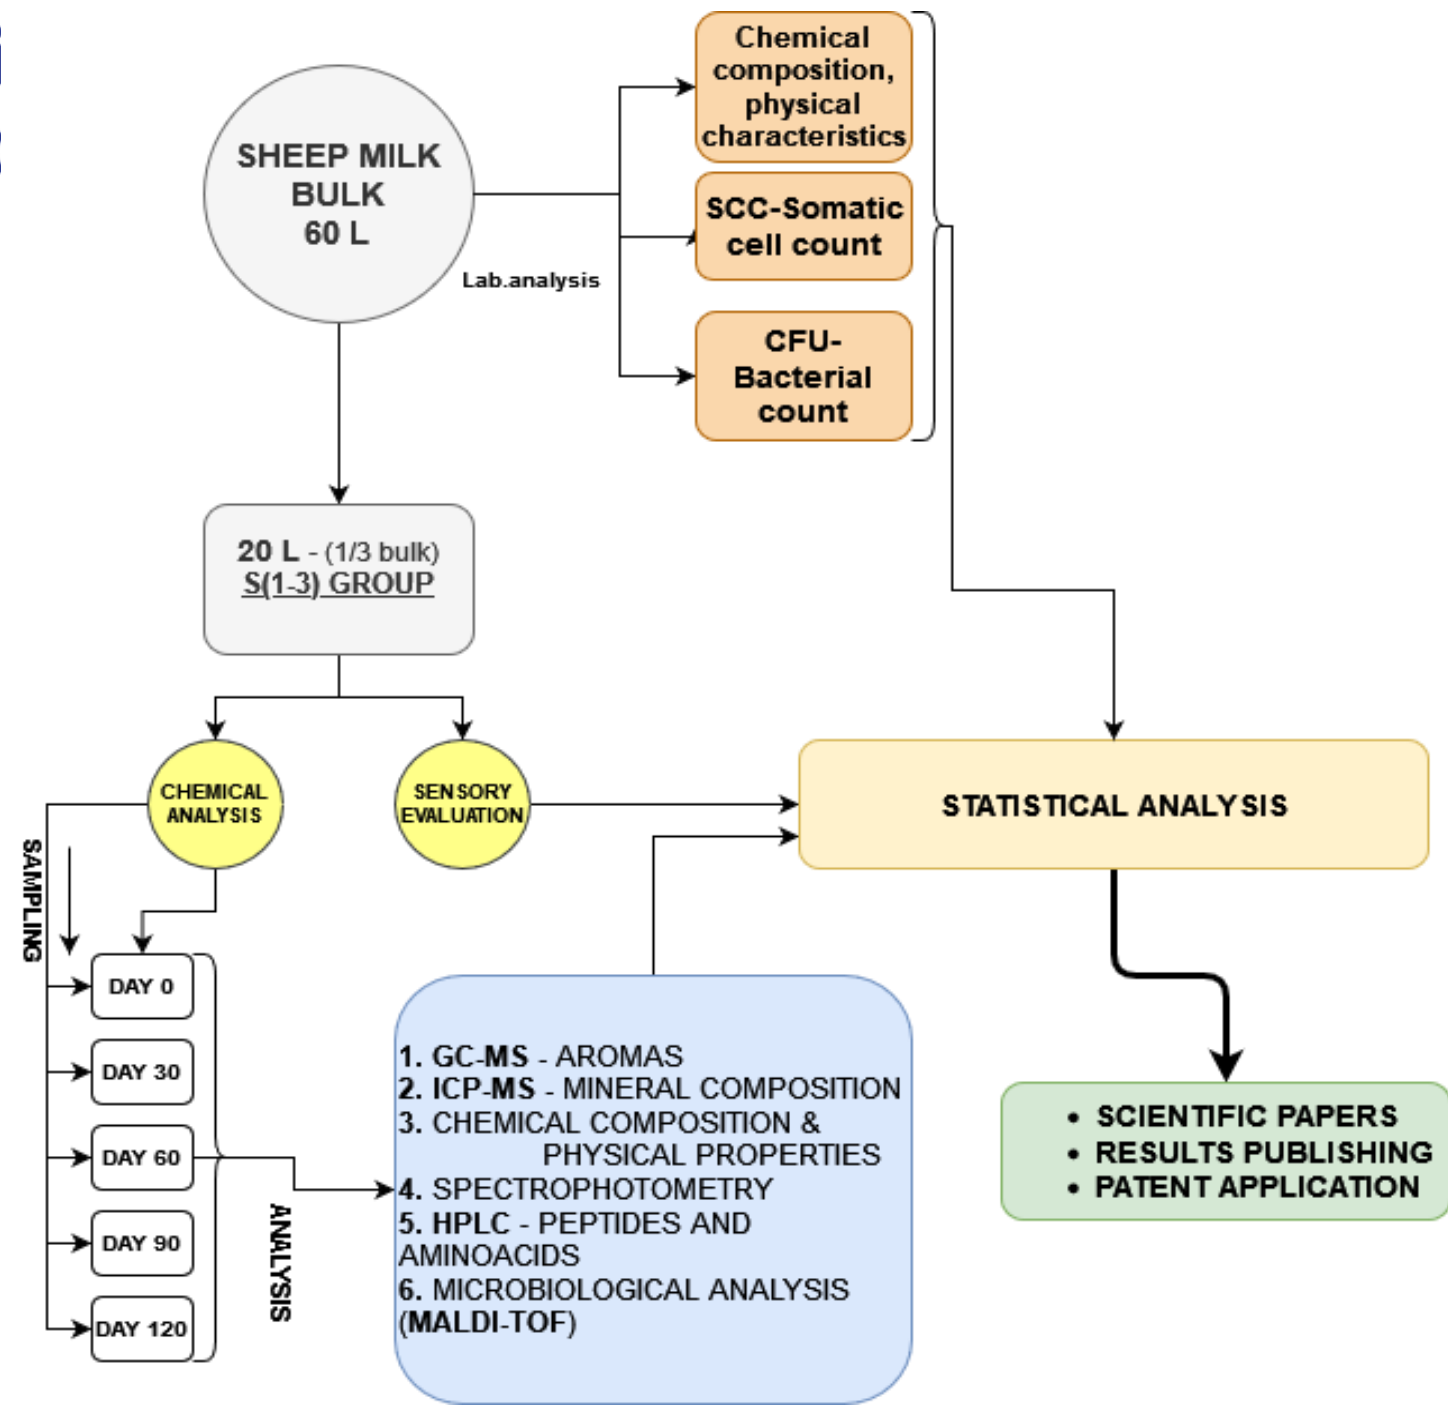 SHEEP MILK
BULK
60 L
Lab.analysis
Chemical
composition,
physical
characteristics
SCC-Somatic
cell count
CFU-
Bacterial
count
20 L - (1/3 bulk)
S(1-3) GROUP
CHEMICAL
ANALYSIS
SENSORY
EVALUATION
STATISTICAL ANALYSIS
SAMPLING
DAY 0
DAY 30
DAY 60
DAY 90
DAY 120
ANALYSIS
1. GC-MS - AROMAS
2. ICP-MS - MINERAL COMPOSITION
3. CHEMICAL COMPOSITION &
PHYSICAL PROPERTIES
4. SPECTROPHOTOMETRY
5. HPLC - PEPTIDES AND
AMINOACIDS
6. MICROBIOLOGICAL ANALYSIS
(MALDI-TOF)
• SCIENTIFIC PAPERS
• RESULTS PUBLISHING
• PATENT APPLICATION